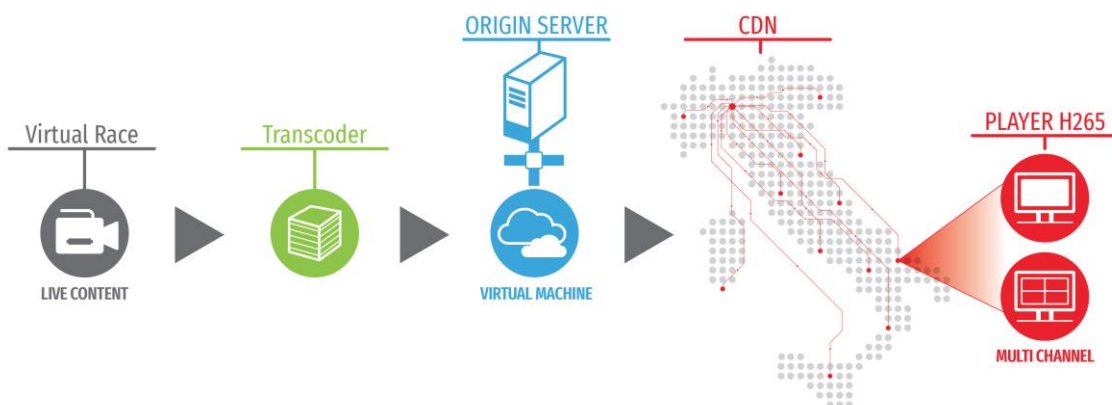 ORIGIN SERVER
CDN
Virtual Race
Transcoder
PLAYER H265
LIVE CONTENT
VIRTUAL MACHINE
MULTI CHANNEL